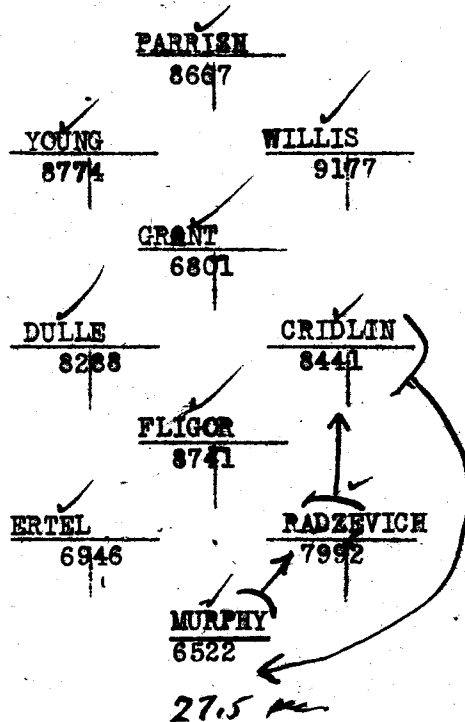 PARRISH
8667
YOUNG WILLIS
8774 9177
GRANT
6801
DULLE CRIDLIN
8288 8441
FLIGOR
8741
ERTEL RADZEVICH
6946 7992
MURPHY
6522
27.5